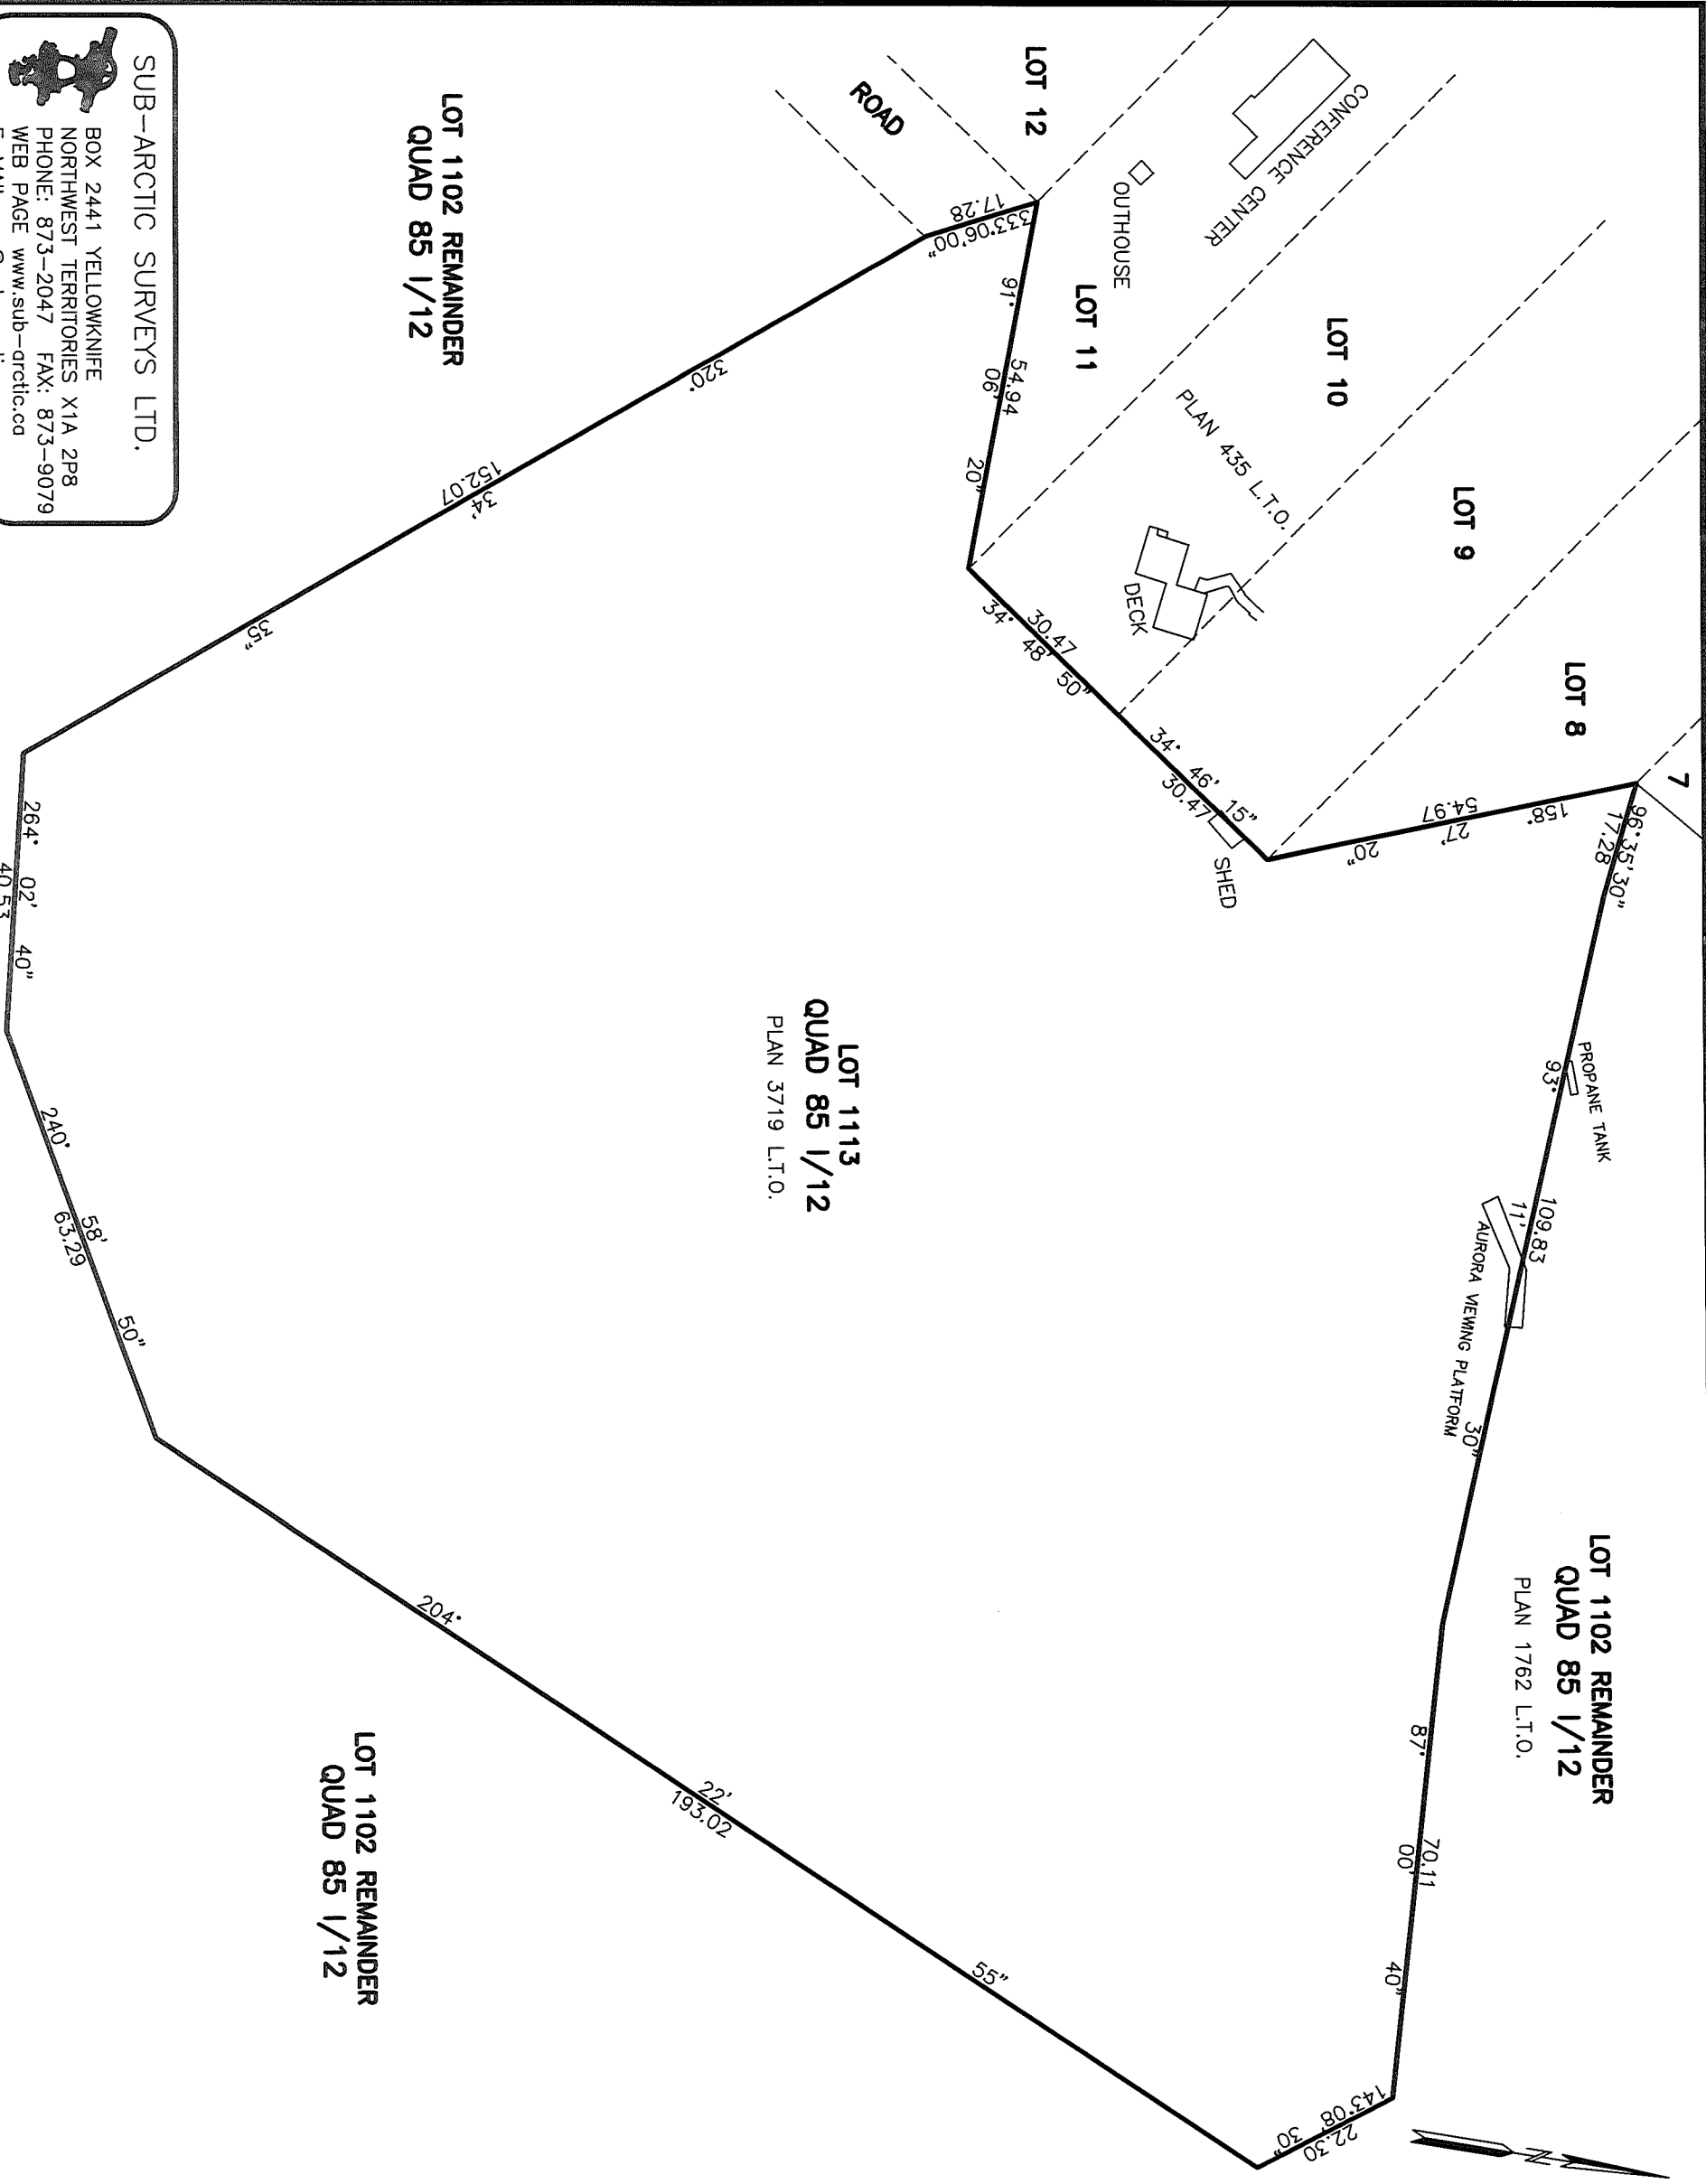 7
LOT 8
LOT 9
LOT 10
PLAN 435 L.T.O.
LOT 11
LOT 12
ROAD
CONFERENCE CENTER
OUTHOUSE
DECK
SHED
PROPANE TANK
AURORA VIEWING PLATFORM
96°35'30"
17.28
93° 11' 30"
109.83
87° 00' 40"
70.11
143°08' 30"
22.30
158° 27' 20"
54.97
34° 46' 15"
30.47
34° 48' 50"
30.47
91° 06' 20"
54.94
333°06'00"
17.28
320° 34' 35"
152.07
264° 02' 40"
40.53
240° 58' 50"
63.29
204° 22' 55"
193.02
LOT 1102 REMAINDER
QUAD 85 I/12
PLAN 1762 L.T.O.
LOT 1113
QUAD 85 I/12
PLAN 3719 L.T.O.
LOT 1102 REMAINDER
QUAD 85 I/12
LOT 1102 REMAINDER
QUAD 85 I/12
N
SUB-ARCTIC SURVEYS LTD.
BOX 2441 YELLOWKNIFE
NORTHWEST TERRITORIES X1A 2P8
PHONE: 873-2047 FAX: 873-9079
WEB PAGE www.sub-arctic.ca